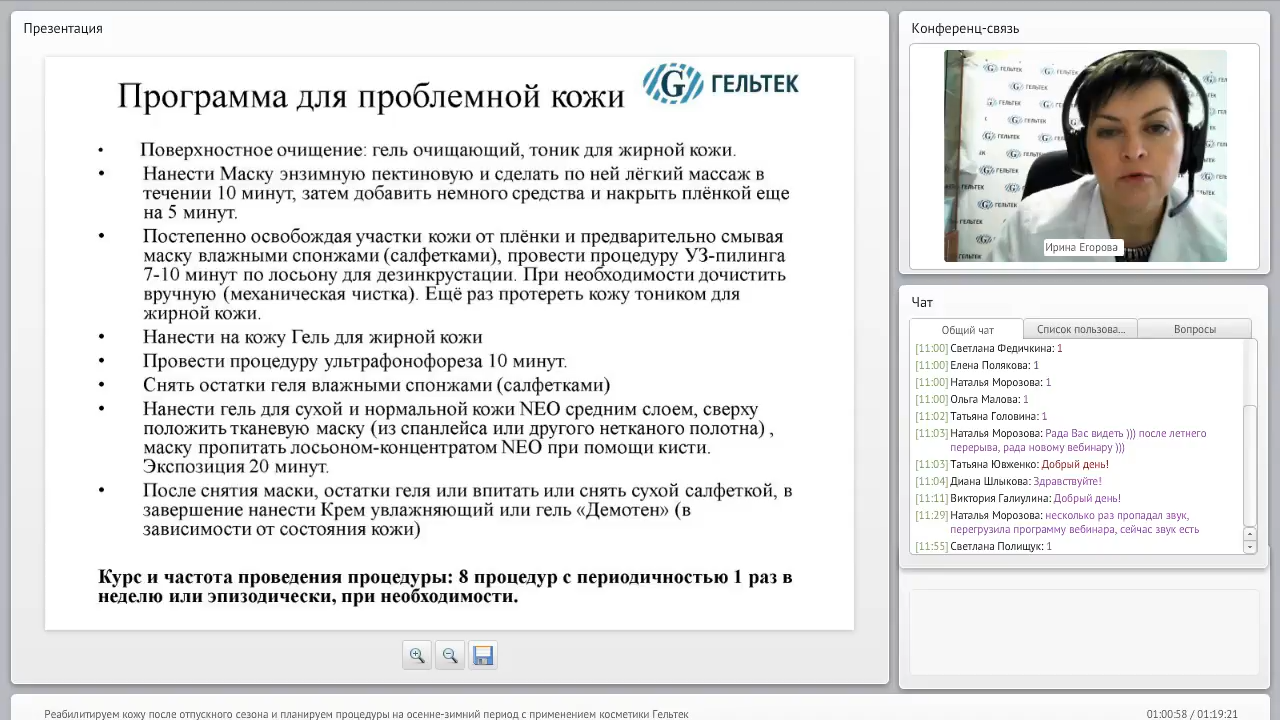 Презентация
Программа для проблемной кожи
G ГЕЛЬТЕК
• Поверхностное очищение: гель очищающий, тоник для жирной кожи.
• Нанести Маску энзимную пектиновую и сделать по ней лёгкий массаж в
течении 10 минут, затем добавить немного средства и накрыть плёнкой еще
на 5 минут.
• Постепенно освобождая участки кожи от плёнки и предварительно смывая
маску влажными спонжами (салфетками), провести процедуру УЗ-пилинга
7-10 минут по лосьону для дезинкрустации. При необходимости дочистить
вручную (механическая чистка). Ещё раз протереть кожу тоником для
жирной кожи.
• Нанести на кожу Гель для жирной кожи
• Провести процедуру ультрафонофореза 10 минут.
• Снять остатки геля влажными спонжами (салфетками)
• Нанести гель для сухой и нормальной кожи NEO средним слоем, сверху
положить тканевую маску (из спанлейса или другого нетканого полотна) ,
маску пропитать лосьоном-концентратом NEO при помощи кисти.
Экспозиция 20 минут.
• После снятия маски, остатки геля или впитать или снять сухой салфеткой, в
завершение нанести Крем увлажняющий или гель «Демотен» (в
зависимости от состояния кожи)
Курс и частота проведения процедуры: 8 процедур с периодичностью 1 раз в
неделю или эпизодически, при необходимости.
Конференц-связь
ГЕЛЬТЕК
Ирина Егорова
Чат
Общий чат
Список пользова...
Вопросы
[11:00] Светлана Федичкина: 1
[11:00] Елена Полякова: 1
[11:00] Наталья Морозова: 1
[11:00] Ольга Малова: 1
[11:02] Татьяна Головина: 1
[11:03] Наталья Морозова: Рада Вас видеть ))) после летнего
перерыва, рада новому вебинару )))
[11:03] Татьяна Ювженко: Добрый день!
[11:04] Диана Шлыкова: Здравствуйте!
[11:11] Виктория Галиулина: Добрый день!
[11:29] Наталья Морозова: несколько раз пропадал звук,
перегрузила программу вебинара, сейчас звук есть
[11:55] Светлана Полищук: 1
Реабилитируем кожу после отпускного сезона и планируем процедуры на осенне-зимний период с применением косметики Гельтек
01:00:58 / 01:19:21